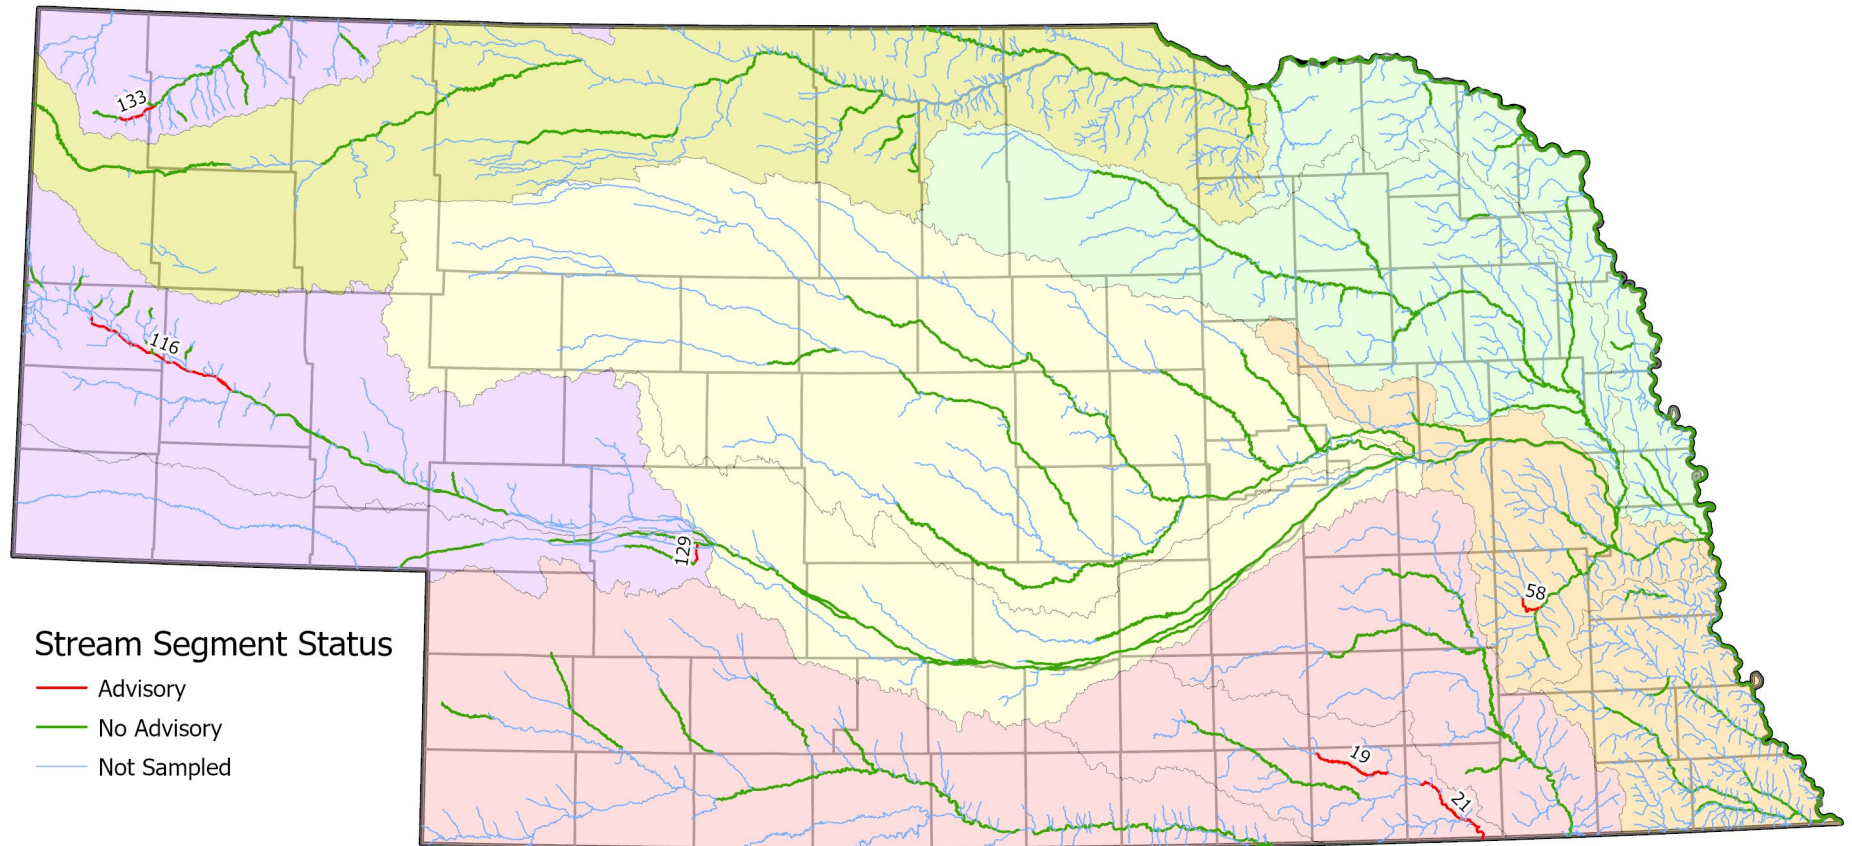 133
116
129
58
19
21
Stream Segment Status
Advisory
No Advisory
Not Sampled